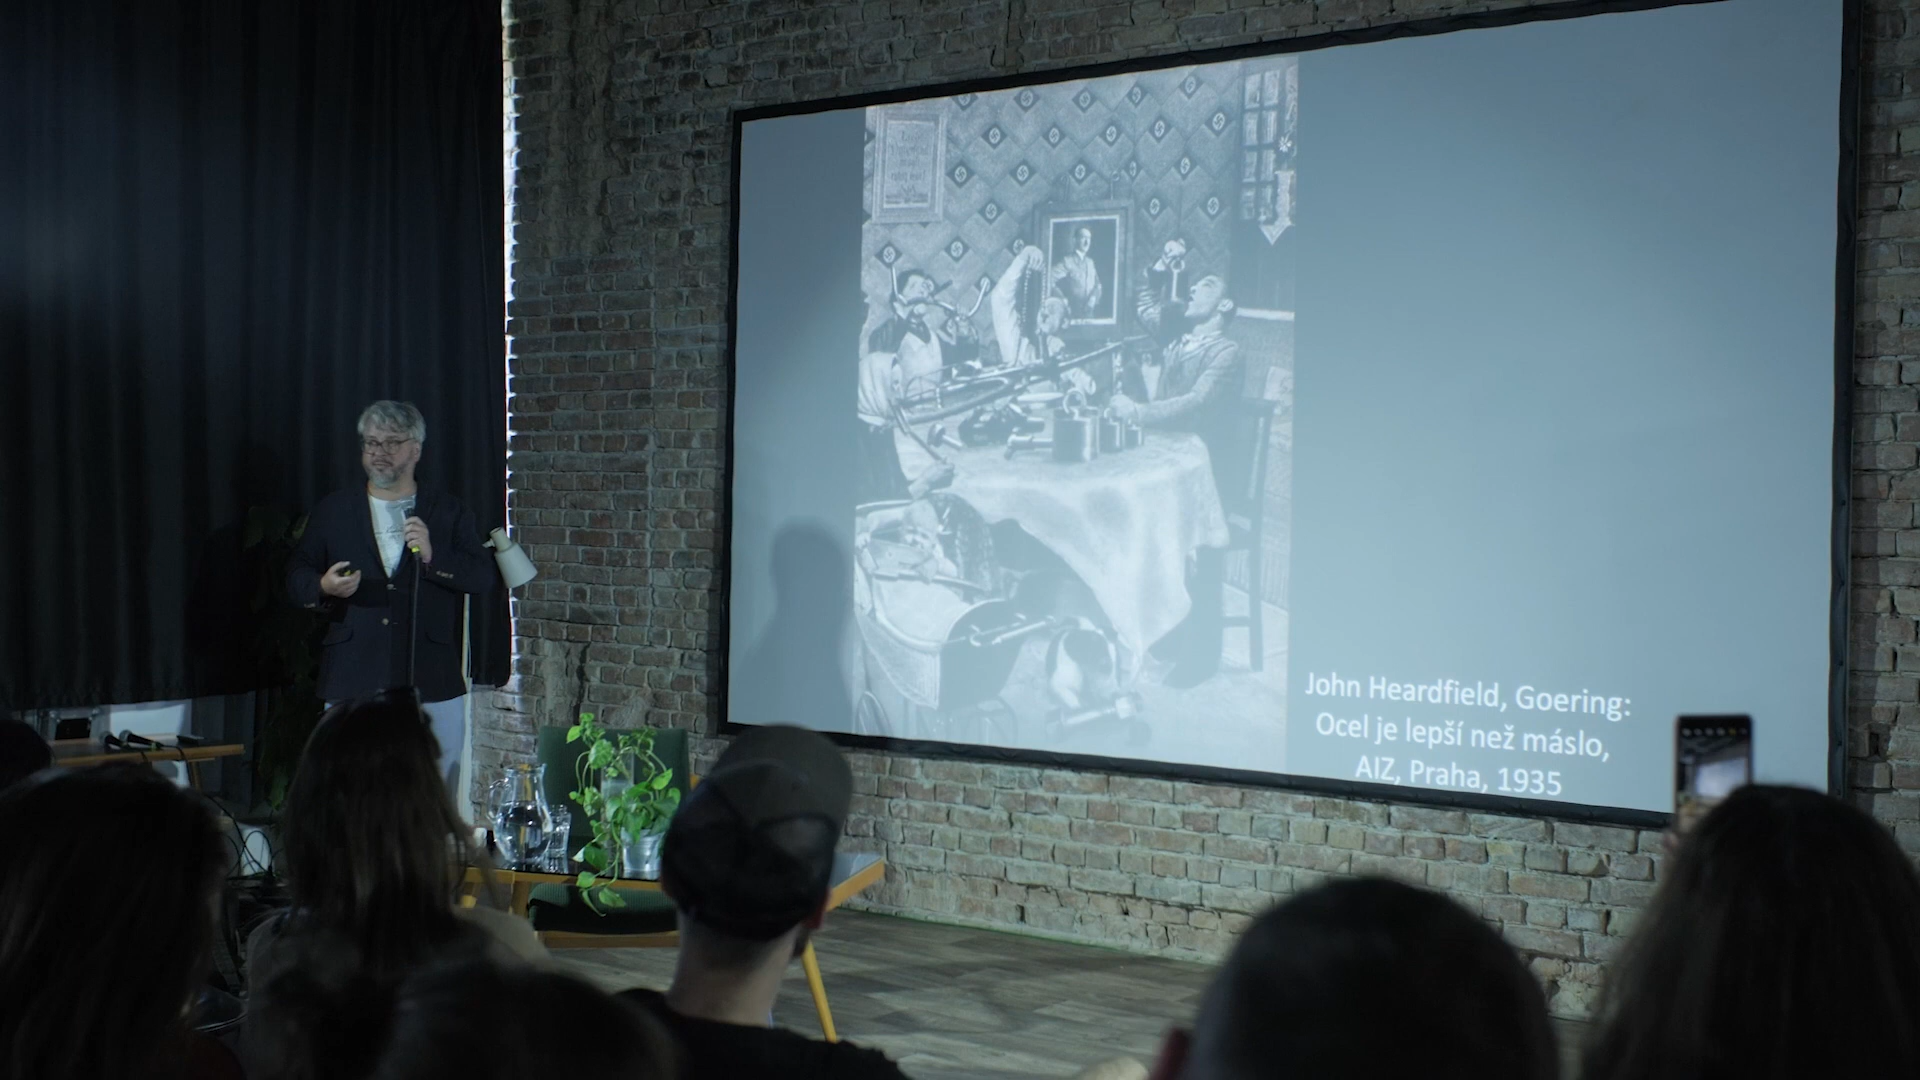 John Heardfield, Goering:
Ocel je lepší než máslo,
AIZ, Praha, 1935